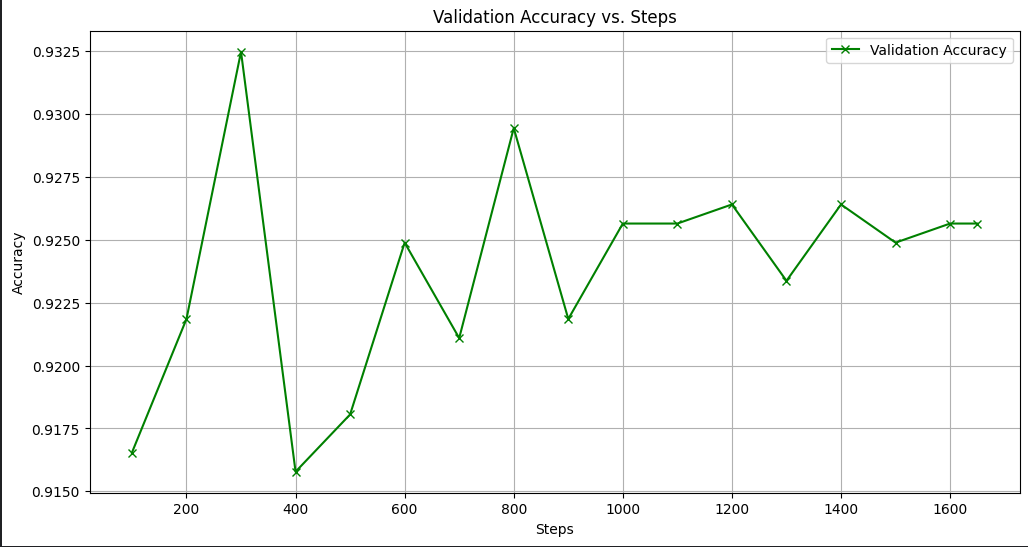 Validation Accuracy vs. Steps
Validation Accuracy
0.9325
0.9300
0.9275
0.9250
0.9225
0.9200
0.9175
0.9150
Accuracy
200 400 600 800 1000 1200 1400 1600
Steps